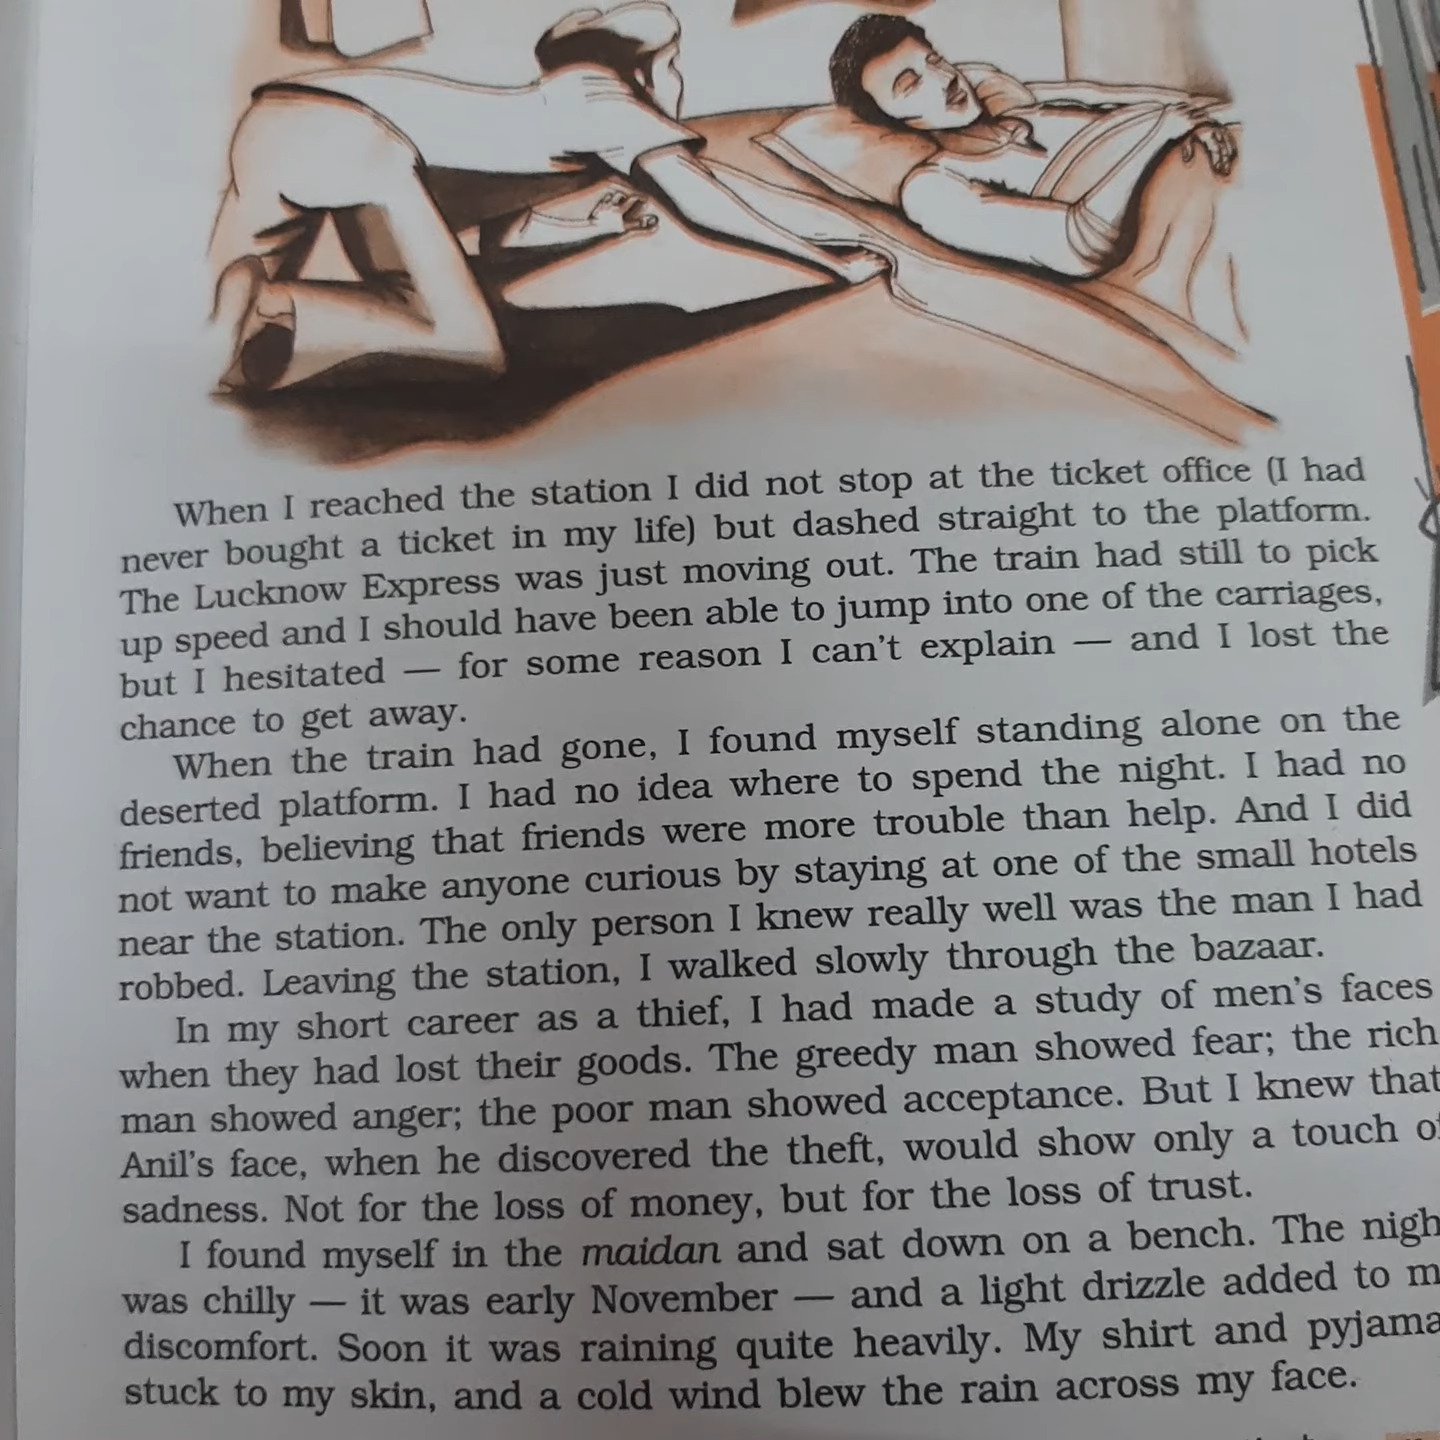 When I reached the station I did not stop at the ticket office (I had
never bought a ticket in my life) but dashed straight to the platform.
The Lucknow Express was just moving out. The train had still to pick
up speed and I should have been able to jump into one of the carriages,
but I hesitated — for some reason I can't explain — and I lost the
chance to get away.
When the train had gone, I found myself standing alone on the
deserted platform. I had no idea where to spend the night. I had no
friends, believing that friends were more trouble than help. And I did
not want to make anyone curious by staying at one of the small hotels
near the station. The only person I knew really well was the man I had
robbed. Leaving the station, I walked slowly through the bazaar.
In my short career as a thief, I had made a study of men's faces
when they had lost their goods. The greedy man showed fear; the rich
man showed anger; the poor man showed acceptance. But I knew that
Anil's face, when he discovered the theft, would show only a touch of
sadness. Not for the loss of money, but for the loss of trust.
I found myself in the maidan and sat down on a bench. The nigh
was chilly — it was early November — and a light drizzle added to m
discomfort. Soon it was raining quite heavily. My shirt and pyjama
stuck to my skin, and a cold wind blew the rain across my face.